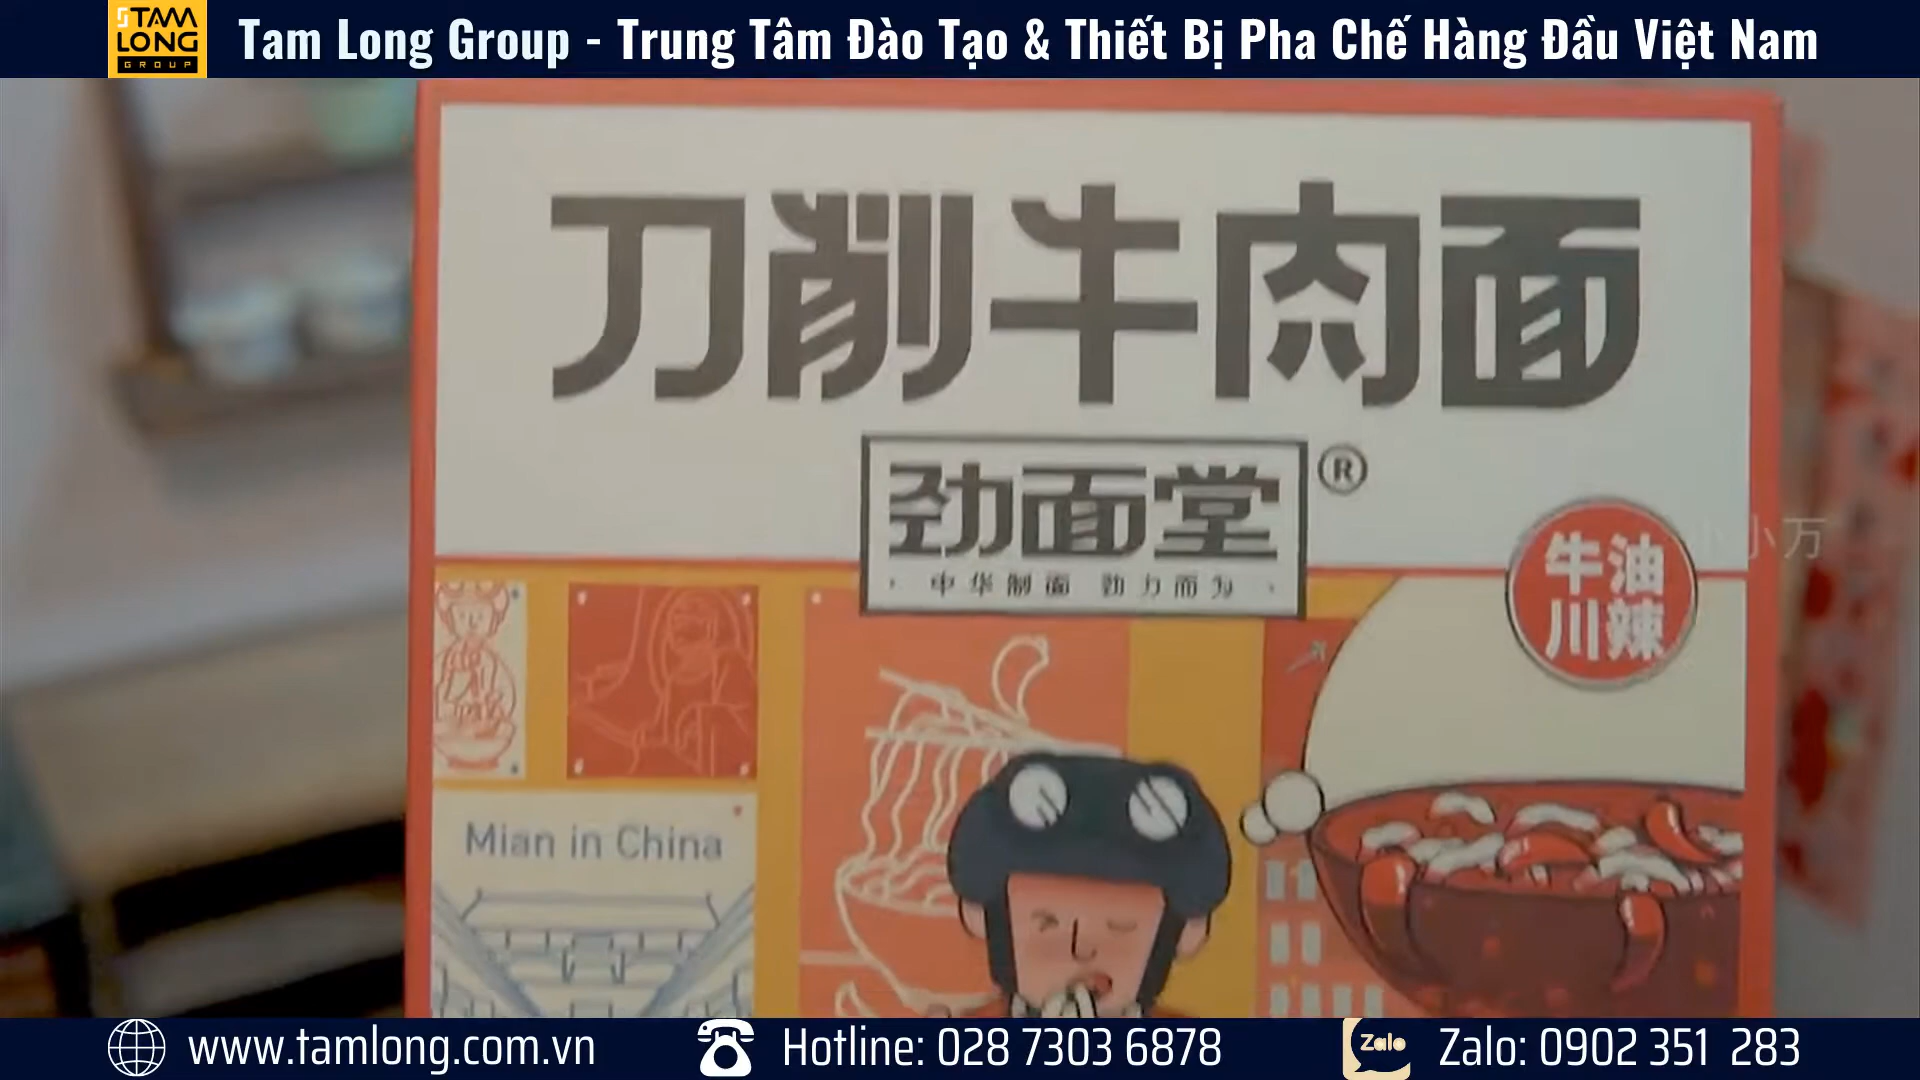 TAM
LONG
GROUP
Tam Long Group - Trung Tâm Đào Tạo & Thiết Bị Pha Chế Hàng Đầu Việt Nam
刀削牛肉面
劲面堂®
中华制面 劲力而为
小万
牛油
川辣
Mian in China
www.tamlong.com.vn
Hotline: 028 7303 6878
Zalo
Zalo: 0902 351 283